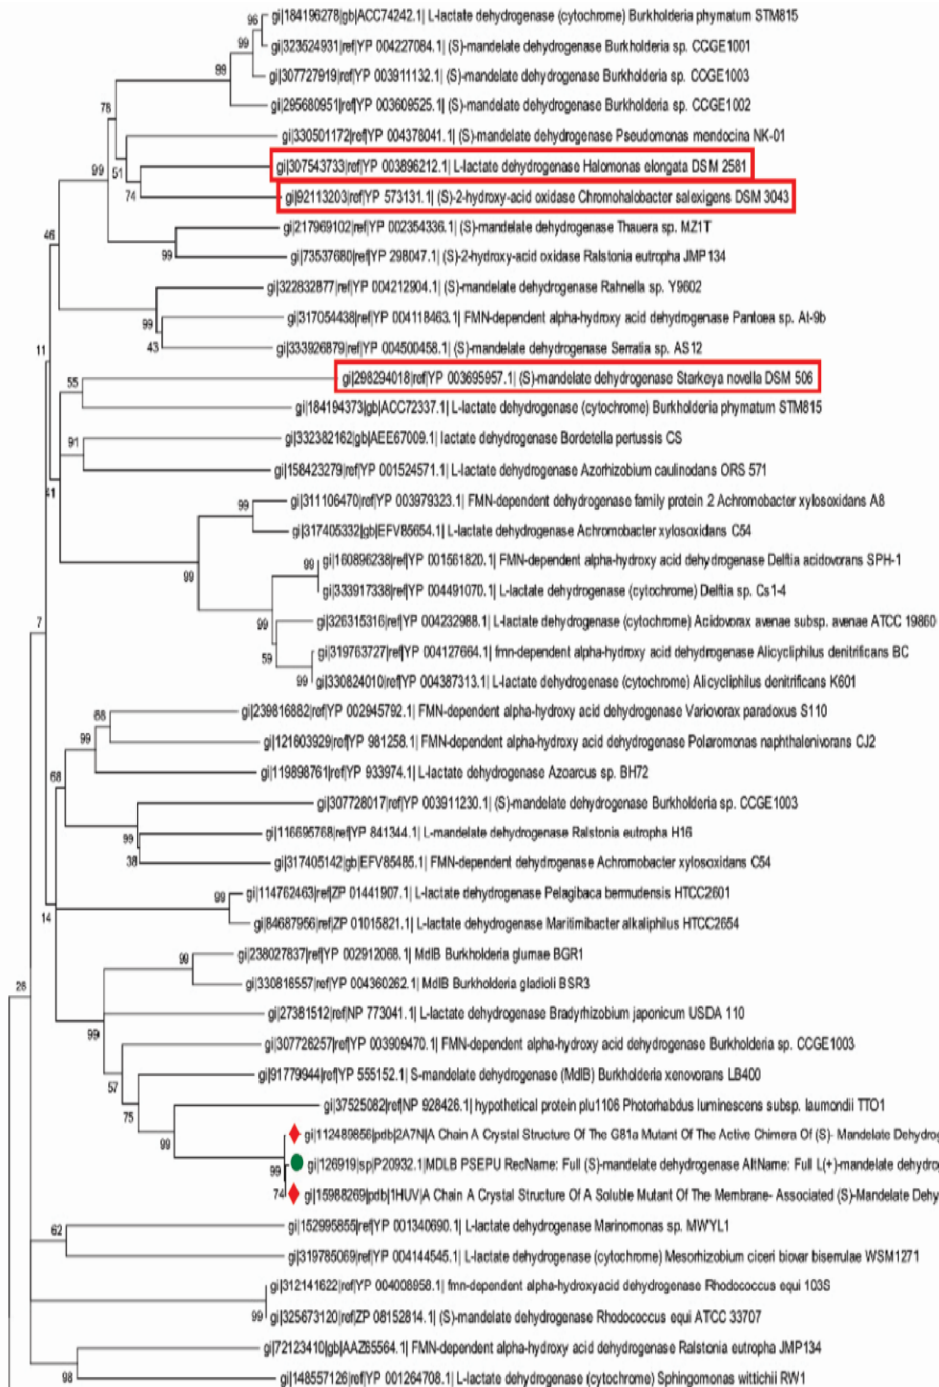 96
gi|184196278|gb|ACC74242.1| L-lactate dehydrogenase (cytochrome) Burkholderia phymatum STM815
99
gi|323524931|ref|YP 004227084.1| (S)-mandelate dehydrogenase Burkholderia sp. CCGE1001
99
gi|307727919|ref|YP 003911132.1| (S)-mandelate dehydrogenase Burkholderia sp. CCGE1003
gi|295680951|ref|YP 003609525.1| (S)-mandelate dehydrogenase Burkholderia sp. CCGE1002
78
gi|330501172|ref|YP 004378041.1| (S)-mandelate dehydrogenase Pseudomonas mendocina NK-01
99
51
gi|307543733|ref|YP 003896212.1| L-lactate dehydrogenase Halomonas elongata DSM 2581
74
gi|92113203|ref|YP 573131.1| (S)-2-hydroxy-acid oxidase Chromohalobacter salexigens DSM 3043
gi|217969102|ref|YP 002354336.1| (S)-mandelate dehydrogenase Thauera sp. MZ1T
46
99
gi|73537680|ref|YP 298047.1| (S)-2-hydroxy-acid oxidase Ralstonia eutropha JMP134
gi|322832877|ref|YP 004212904.1| (S)-mandelate dehydrogenase Rahnella sp. Y9602
99
gi|317054438|ref|YP 004118463.1| FMN-dependent alpha-hydroxy acid dehydrogenase Pantoea sp. At-9b
11
43
gi|333926879|ref|YP 004500458.1| (S)-mandelate dehydrogenase Serratia sp. AS12
55
gi|298294018|ref|YP 003695957.1| (S)-mandelate dehydrogenase Starkeya novella DSM 506
gi|184194373|gb|ACC72337.1| L-lactate dehydrogenase (cytochrome) Burkholderia phymatum STM815
91
gi|332382162|gb|AEE67009.1| lactate dehydrogenase Bordetella pertussis CS
gi|158423279|ref|YP 001524571.1| L-lactate dehydrogenase Azorhizobium caulinodans ORS 571
41
99
gi|311106470|ref|YP 003979323.1| FMN-dependent dehydrogenase family protein 2 Achromobacter xylosoxidans A8
gi|317405332|gb|EFV85654.1| L-lactate dehydrogenase Achromobacter xylosoxidans C54
99
99
gi|160896238|ref|YP 001561820.1| FMN-dependent alpha-hydroxy acid dehydrogenase Delftia acidovorans SPH-1
gi|333917338|ref|YP 004491070.1| L-lactate dehydrogenase (cytochrome) Delftia sp. Cs1-4
99
gi|326315316|ref|YP 004232988.1| L-lactate dehydrogenase (cytochrome) Acidovorax avenae subsp. avenae ATCC 19860
7
59
gi|319763727|ref|YP 004127664.1| fmn-dependent alpha-hydroxy acid dehydrogenase Alicycliphilus denitrificans BC
99
gi|330824010|ref|YP 004387313.1| L-lactate dehydrogenase (cytochrome) Alicycliphilus denitrificans K601
68
gi|239816882|ref|YP 002945792.1| FMN-dependent alpha-hydroxy acid dehydrogenase Variovorax paradoxus S110
99
gi|121603929|ref|YP 981258.1| FMN-dependent alpha-hydroxy acid dehydrogenase Polaromonas naphthalenivorans CJ2
68
gi|119898761|ref|YP 933974.1| L-lactate dehydrogenase Azoarcus sp. BH72
gi|307728017|ref|YP 003911230.1| (S)-mandelate dehydrogenase Burkholderia sp. CCGE1003
99
gi|116695768|ref|YP 841344.1| L-mandelate dehydrogenase Ralstonia eutropha H16
38
gi|317405142|gb|EFV85485.1| FMN-dependent dehydrogenase Achromobacter xylosoxidans C54
99
gi|114762463|ref|ZP 01441907.1| L-lactate dehydrogenase Pelagibaca bermudensis HTCC2601
14
gi|84687956|ref|ZP 01015821.1| L-lactate dehydrogenase Maritimibacter alkaliphilus HTCC2654
99
gi|238027837|ref|YP 002912068.1| MdlB Burkholderia glumae BGR1
28
gi|330816557|ref|YP 004360262.1| MdlB Burkholderia gladioli BSR3
gi|27381512|ref|NP 773041.1| L-lactate dehydrogenase Bradyrhizobium japonicum USDA 110
99
gi|307726257|ref|YP 003909470.1| FMN-dependent alpha-hydroxy acid dehydrogenase Burkholderia sp. CCGE1003
57
gi|91779944|ref|YP 555152.1| S-mandelate dehydrogenase (MdlB) Burkholderia xenovorans LB400
75
gi|37525082|ref|NP 928426.1| hypothetical protein plu1106 Photorhabdus luminescens subsp. laumondii TTO1
99
gi|112489856|pdb|2A7N|A Chain A Crystal Structure Of The G81a Mutant Of The Active Chimera Of (S)- Mandelate Dehydrog
99
gi|126919|sp|P20932.1|MDLB PSEPU RecName: Full (S)-mandelate dehydrogenase AltName: Full L(+)-mandelate dehydrog
74
gi|15988269|pdb|1HUV|A Chain A Crystal Structure Of A Soluble Mutant Of The Membrane- Associated (S)-Mandelate Dehy
62
gi|152995855|ref|YP 001340690.1| L-lactate dehydrogenase Marinomonas sp. MWYL1
gi|319785069|ref|YP 004144545.1| L-lactate dehydrogenase (cytochrome) Mesorhizobium ciceri biovar biserrulae WSM1271
gi|312141622|ref|YP 004008958.1| fmn-dependent alpha-hydroxyacid dehydrogenase Rhodococcus equi 103S
99
gi|325673120|ref|ZP 08152814.1| (S)-mandelate dehydrogenase Rhodococcus equi ATCC 33707
gi|72123410|gb|AAZ65564.1| FMN-dependent alpha-hydroxy acid dehydrogenase Ralstonia eutropha JMP134
98
gi|148557126|ref|YP 001264708.1| L-lactate dehydrogenase (cytochrome) Sphingomonas wittichii RW1